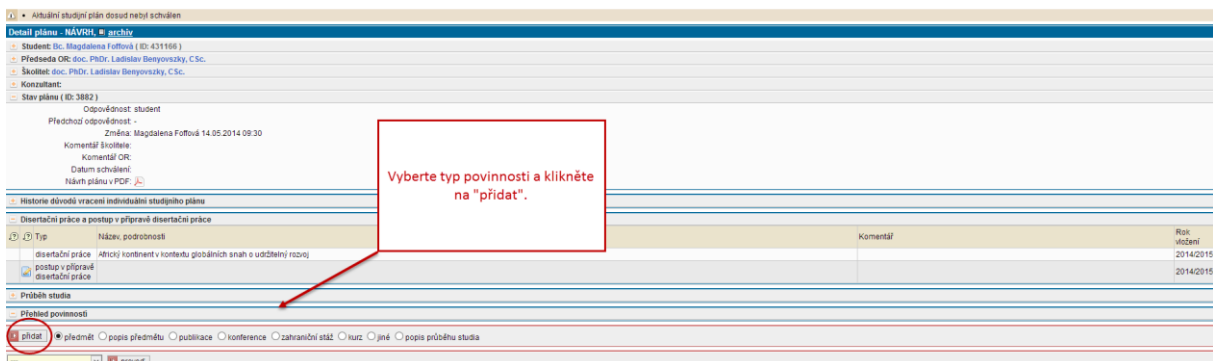 Aktuální studijní plán dosud nebyl schválen
Detail plánu - NÁVRH, archiv
Student: Bc. Magdalena Foffová ( ID: 431166 )
Předseda OR: doc. PhDr. Ladislav Benyovszky, CSc.
Školitel: doc. PhDr. Ladislav Benyovszky, CSc.
Konzultant:
Stav plánu ( ID: 3882 )
Odpovědnost: student
Předchozí odpovědnost: -
Změna: Magdalena Foffová 14.05.2014 09:30
Komentář školitele:
Komentář OR:
Datum schválení:
Návrh plánu v PDF:
Vyberte typ povinnosti a klikněte
na "přidat".
Historie důvodů vracení individuální studijního plánu
Disertační práce a postup v přípravě disertační práce
Typ Název, podrobnosti Komentář Rok
vložení
disertační práce Africký kontinent v kontextu globálních snah o udržitelný rozvoj 2014/2015
postup v přípravě
disertační práce 2014/2015
Průběh studia
Přehled povinností
přidat předmět popis předmětu publikace konference zahraniční stáž kurz jiné popis průběhu studia